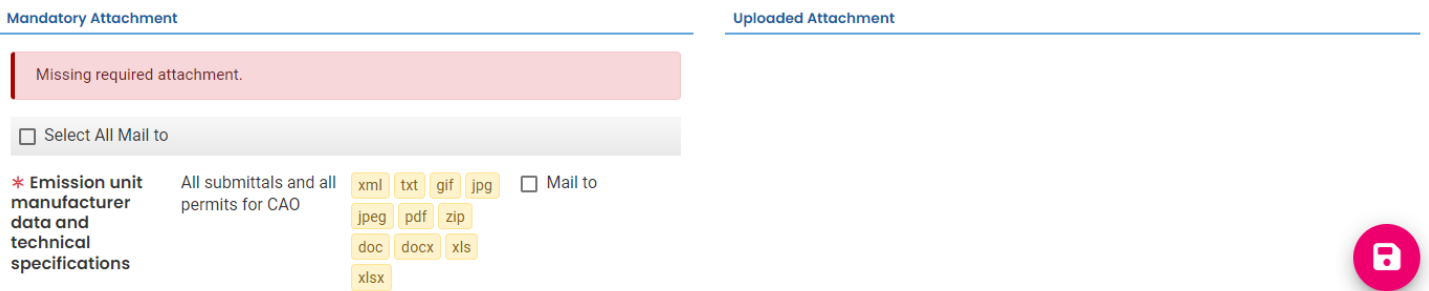 Mandatory Attachment
Uploaded Attachment
Missing required attachment.
Select All Mail to
* Emission unit
manufacturer
data and
technical
specifications
All submittals and all
permits for CAO
xml txt gif jpg
jpeg pdf zip
doc docx xls
xlsx
Mail to